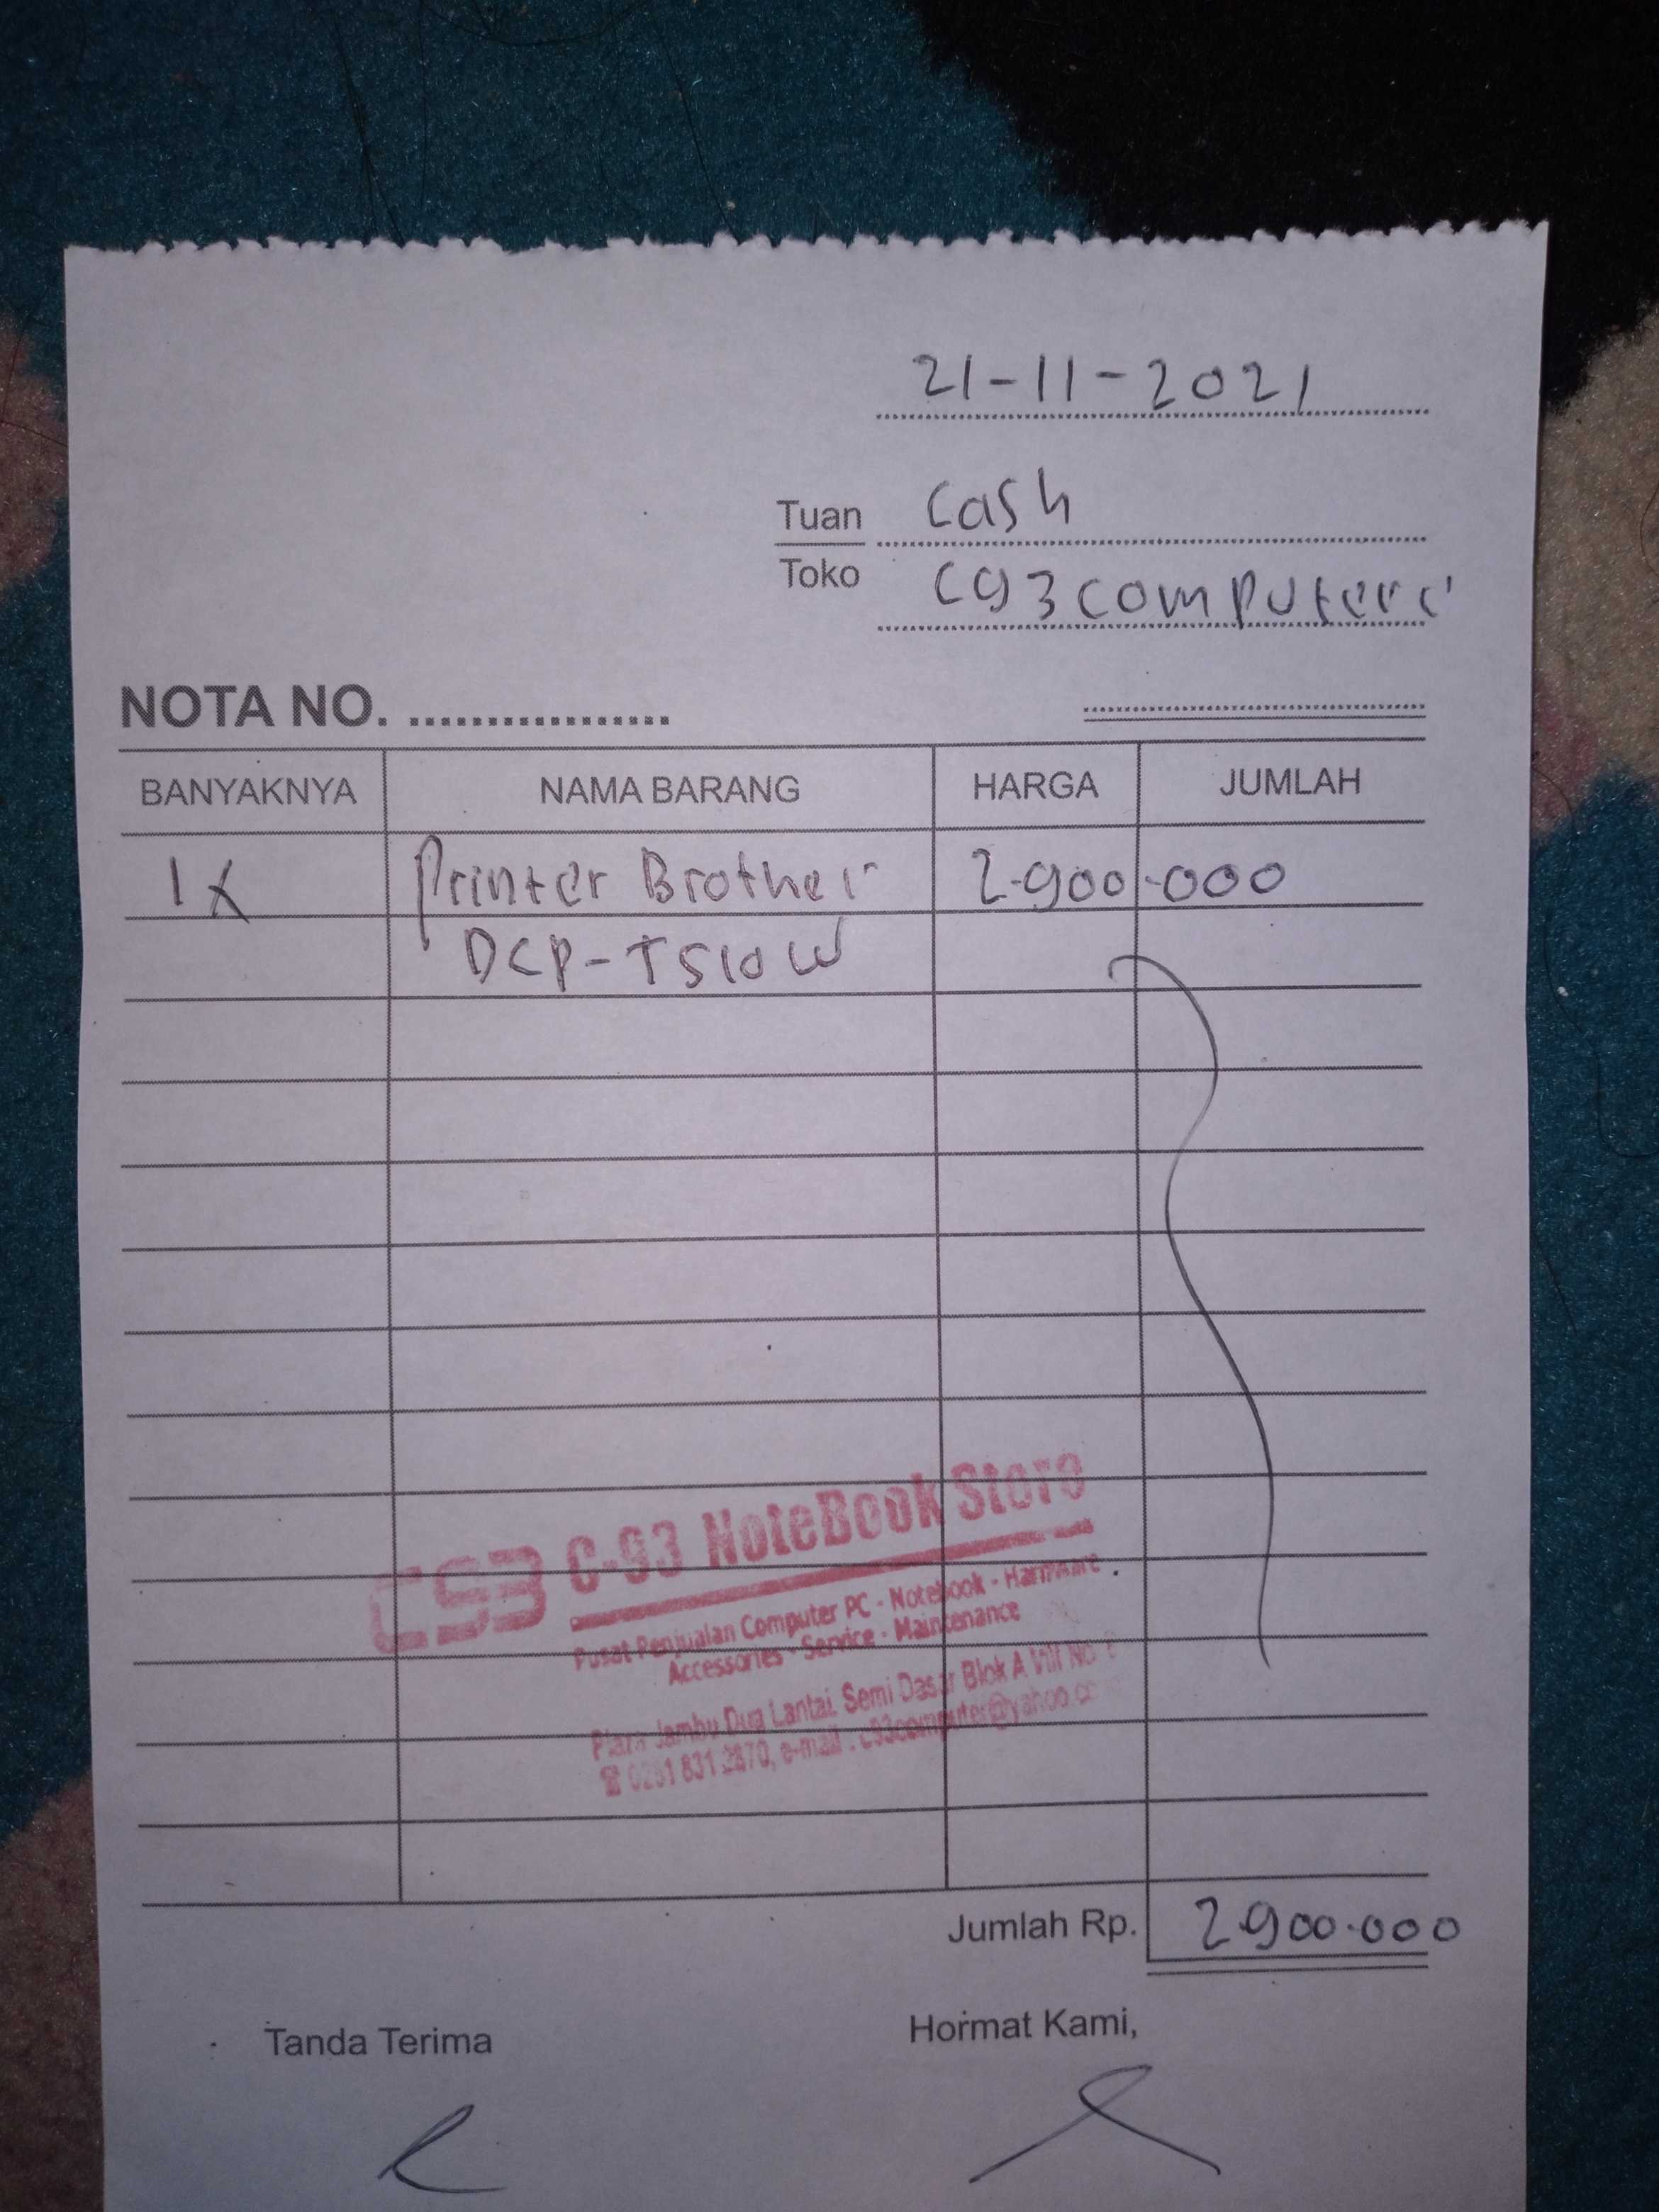 21-11-2021
Tuan Cash
Toko C93 computer
NOTA NO. .................
BANYAKNYA NAMA BARANG HARGA JUMLAH
1X Printer Brother 2.900.000
DCP-T510W
C93 C-93 NoteBook Store
Pusat Penjualan Computer PC - Notebook - Hardware
Accessories - Service - Maintenance
Plaza Jambu Dua Lantai. Semi Dasar Blok A VIII No.
0251 831 2870, e-mail : c93computer@yahoo.co
Jumlah Rp. 2.900.000
Tanda Terima Hormat Kami,